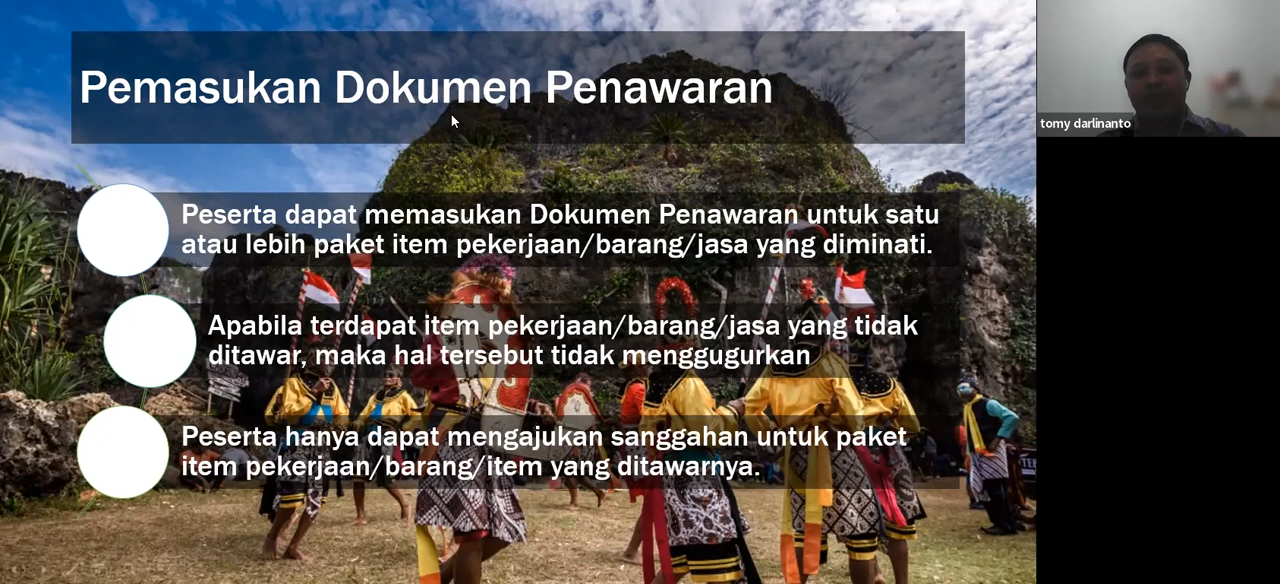 Pemasukan Dokumen Penawaran
Peserta dapat memasukan Dokumen Penawaran untuk satu
atau lebih paket item pekerjaan/barang/jasa yang diminati.
Apabila terdapat item pekerjaan/barang/jasa yang tidak
ditawar, maka hal tersebut tidak menggugurkan
Peserta hanya dapat mengajukan sanggahan untuk paket
item pekerjaan/barang/item yang ditawarnya.
tomy darlinanto